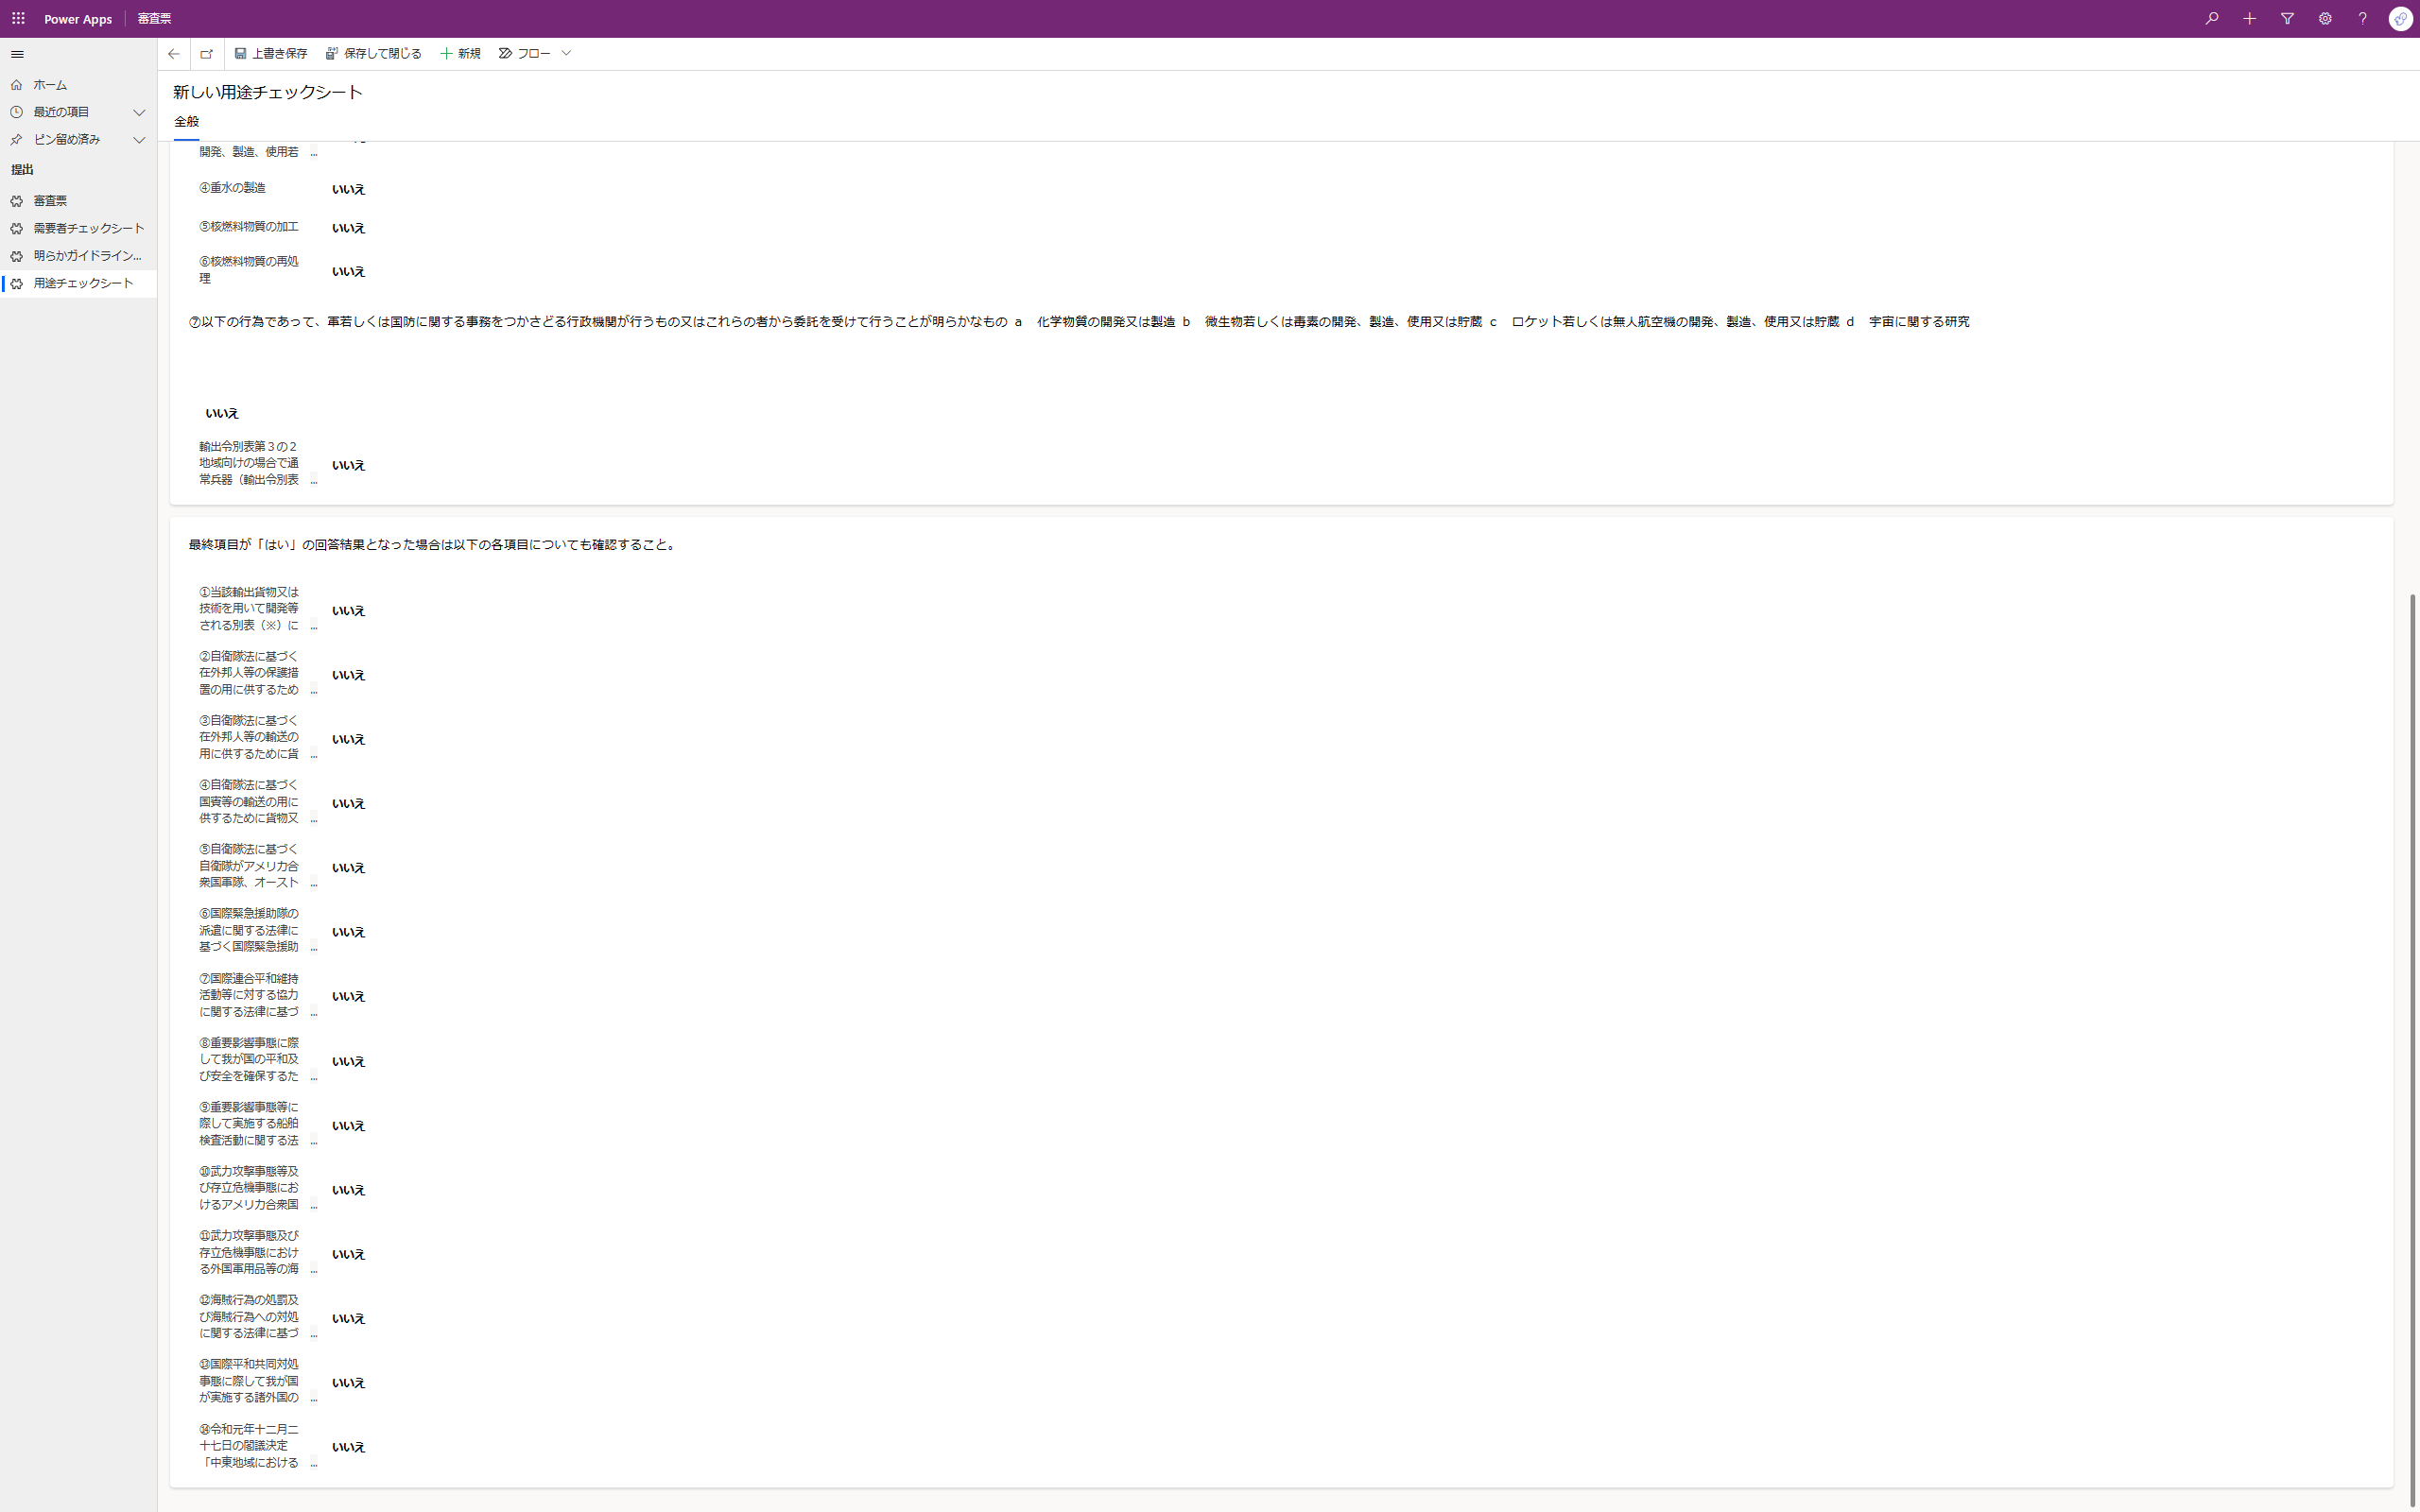 Power Apps 審査票
上書き保存 保存して閉じる 新規 フロー
ホーム
最近の項目
ピン留め済み
提出
審査票
需要者チェックシート
明らかガイドライン...
用途チェックシート
新しい用途チェックシート
全般
開発、製造、使用若 ...
④重水の製造 いいえ
⑤核燃料物質の加工 いいえ
⑥核燃料物質の再処
理
いいえ
⑦以下の行為であって、軍若しくは国防に関する事務をつかさどる行政機関が行うもの又はこれらの者から委託を受けて行うことが明らかなもの a 化学物質の開発又は製造 b 微生物若しくは毒素の開発、製造、使用又は貯蔵 c ロケット若しくは無人航空機の開発、製造、使用又は貯蔵 d 宇宙に関する研究
いいえ
輸出令別表第３の２
地域向けの場合で通
常兵器（輸出令別表 ...
いいえ
最終項目が「はい」の回答結果となった場合は以下の各項目についても確認すること。
①当該輸出貨物又は
技術を用いて開発等
される別表（※）に ...
いいえ
②自衛隊法に基づく
在外邦人等の保護措
置の用に供するため ...
いいえ
③自衛隊法に基づく
在外邦人等の輸送の
用に供するために貨 ...
いいえ
④自衛隊法に基づく
国賓等の輸送の用に
供するために貨物又 ...
いいえ
⑤自衛隊法に基づく
自衛隊がアメリカ合
衆国軍隊、オースト ...
いいえ
⑥国際緊急援助隊の
派遣に関する法律に
基づく国際緊急援助 ...
いいえ
⑦国際連合平和維持
活動等に対する協力
に関する法律に基づ ...
いいえ
⑧重要影響事態に際
して我が国の平和及
び安全を確保するた ...
いいえ
⑨重要影響事態等に
際して実施する船舶
検査活動に関する法 ...
いいえ
⑩武力攻撃事態等及
び存立危機事態にお
けるアメリカ合衆国 ...
いいえ
⑪武力攻撃事態及び
存立危機事態におけ
る外国軍用品等の海 ...
いいえ
⑫海賊行為の処罰及
び海賊行為への対処
に関する法律に基づ ...
いいえ
⑬国際平和共同対処
事態に際して我が国
が実施する諸外国の ...
いいえ
⑭令和元年十二月二
十七日の閣議決定
「中東地域における ...
いいえ